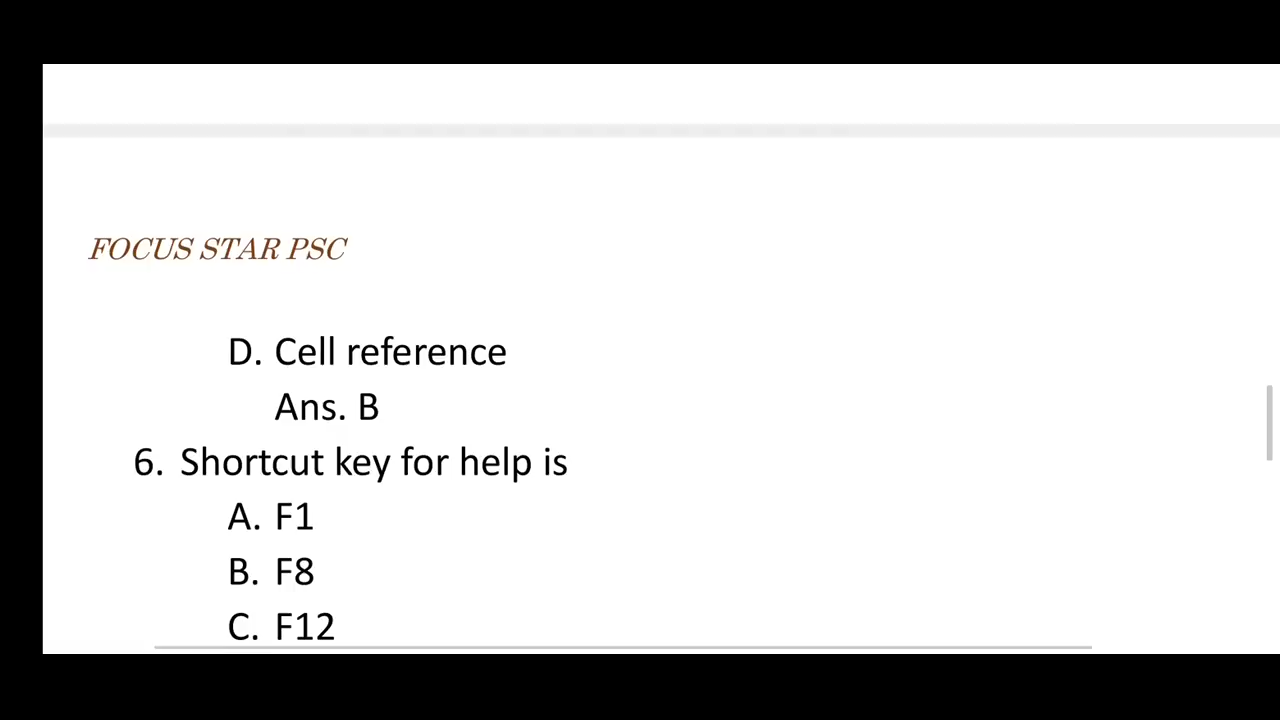 FOCUS STAR PSC
D. Cell reference
Ans. B
6. Shortcut key for help is
A. F1
B. F8
C. F12